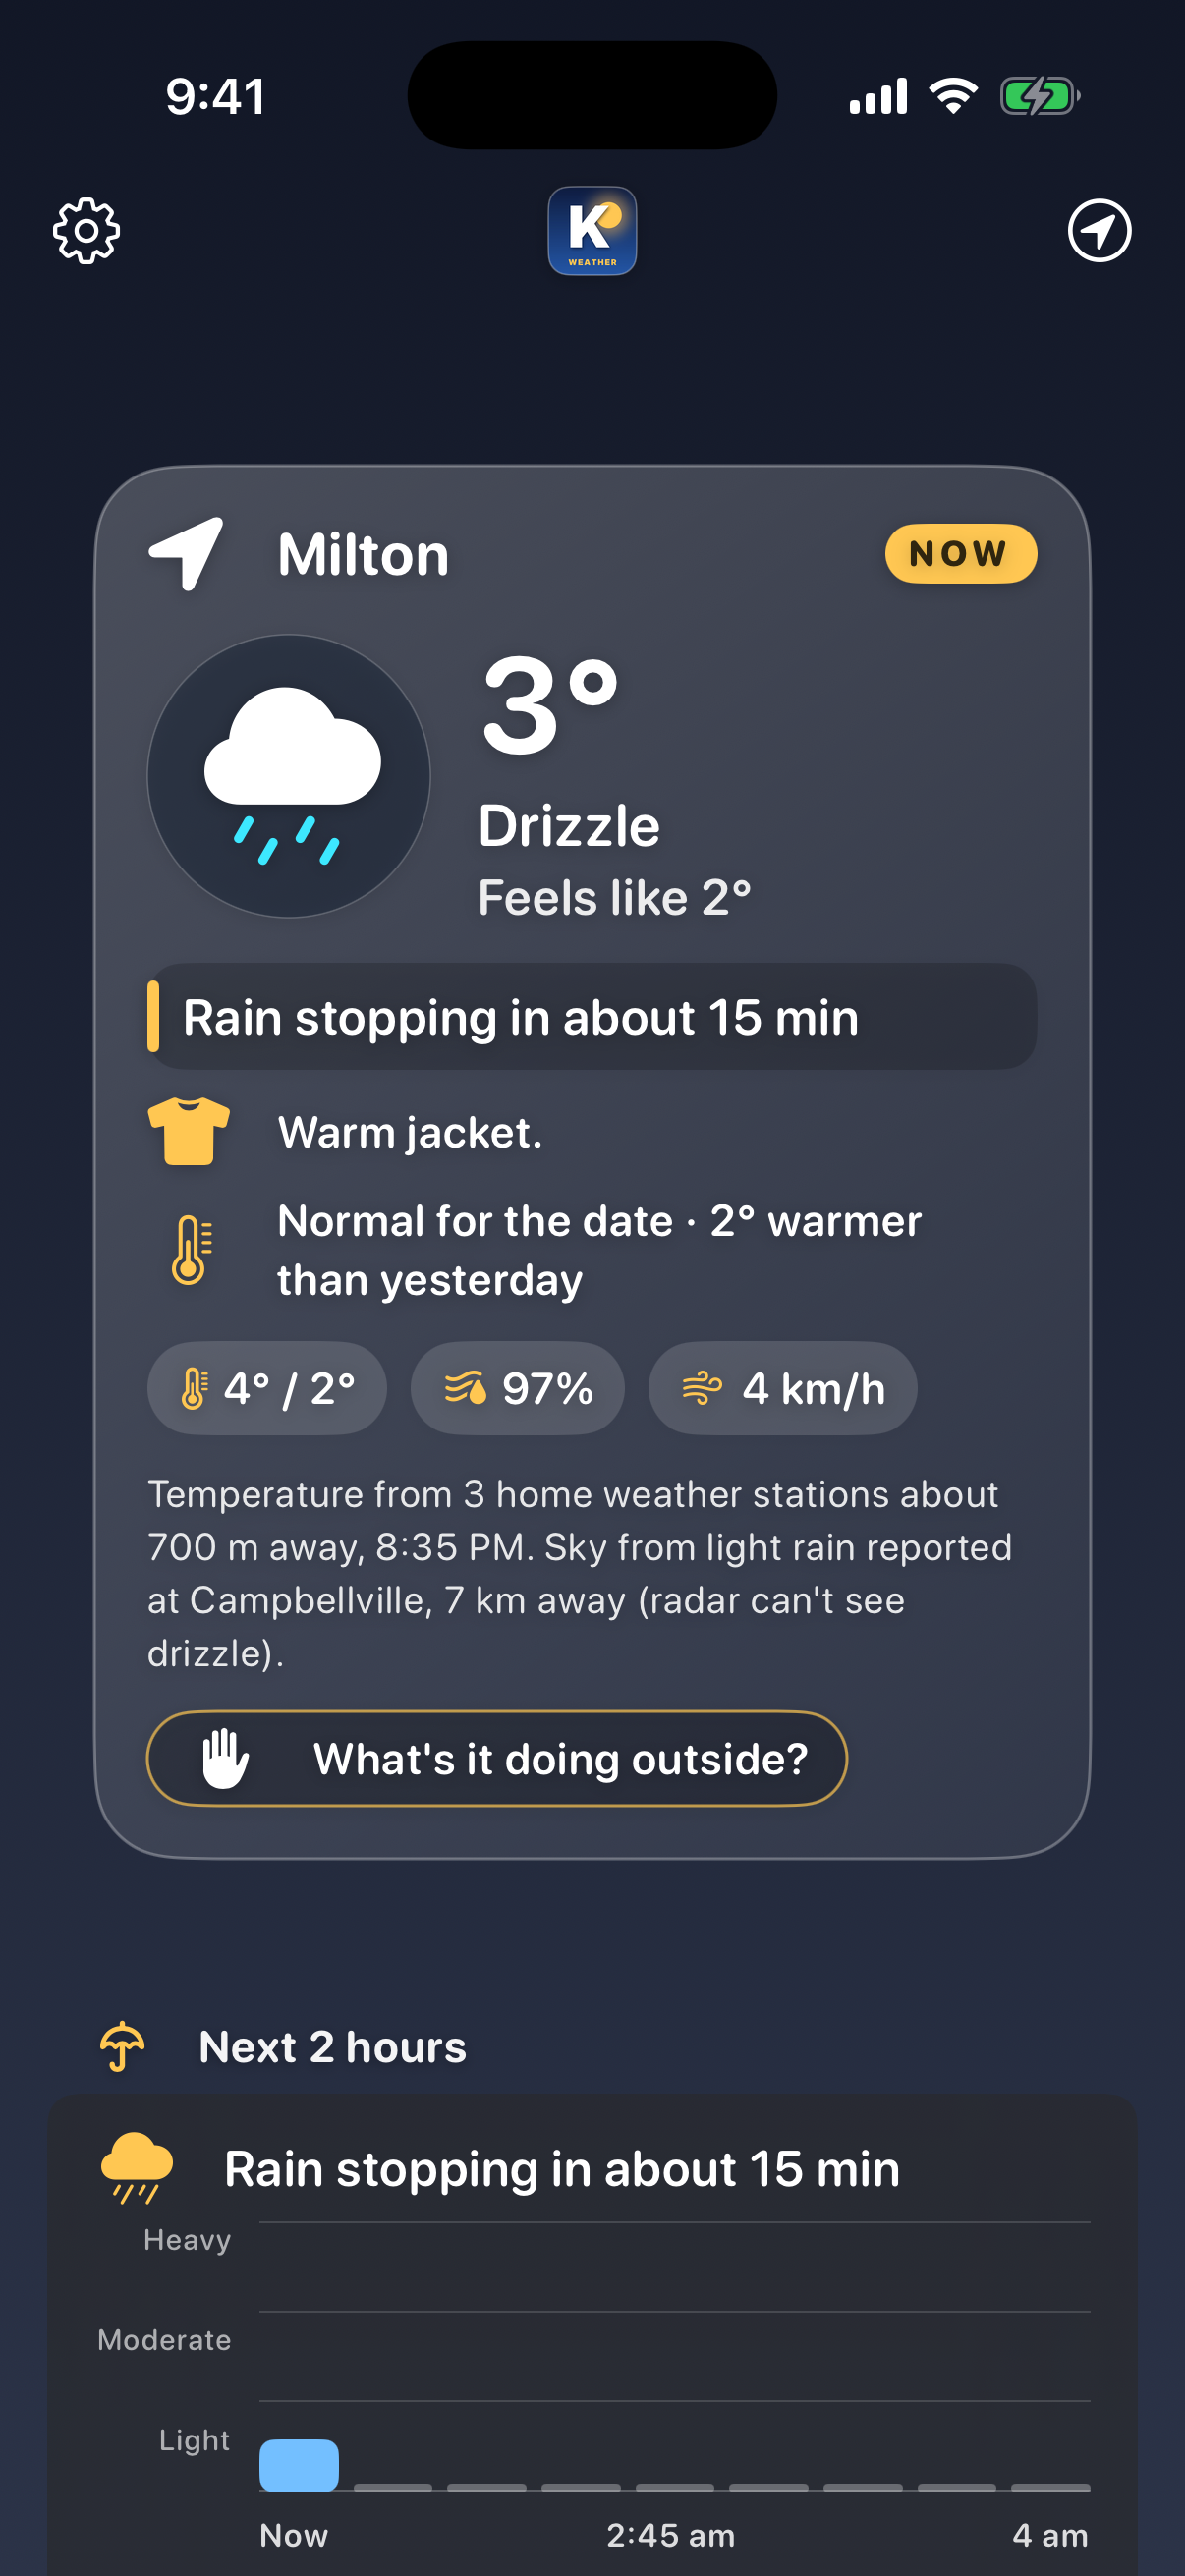 9:41
K
WEATHER
Milton
NOW
3°
Drizzle
Feels like 2°
Rain stopping in about 15 min
Warm jacket.
Normal for the date · 2° warmer
than yesterday
4° / 2°
97%
4 km/h
Temperature from 3 home weather stations about
700 m away, 8:35 PM. Sky from light rain reported
at Campbellville, 7 km away (radar can't see
drizzle).
What's it doing outside?
Next 2 hours
Rain stopping in about 15 min
Heavy
Moderate
Light
Now
2:45 am
4 am